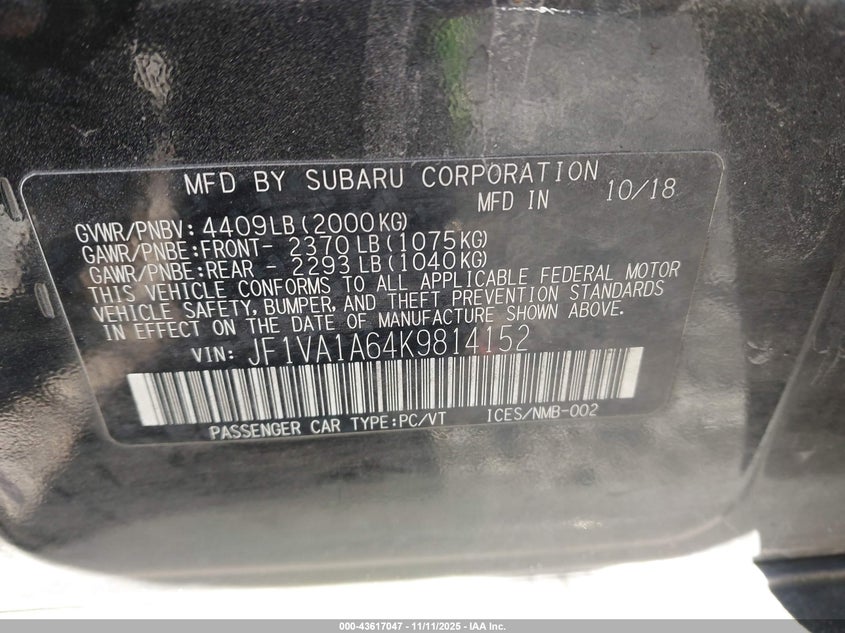 MFD BY SUBARU CORPORATION
MFD IN 10/18
GVWR/PNBV: 4409LB(2000KG)
GAWR/PNBE:FRONT- 2370LB(1075KG)
GAWR/PNBE:REAR - 2293LB(1040KG)
THIS VEHICLE CONFORMS TO ALL APPLICABLE FEDERAL MOTOR
VEHICLE SAFETY, BUMPER, AND THEFT PREVENTION STANDARDS
IN EFFECT ON THE DATE OF MANUFACTURE SHOWN ABOVE.
VIN: JF1VA1A64K9814152
PASSENGER CAR TYPE:PC/VT ICES/NMB-002
000-43617047 - 11/11/2025 - IAA Inc.